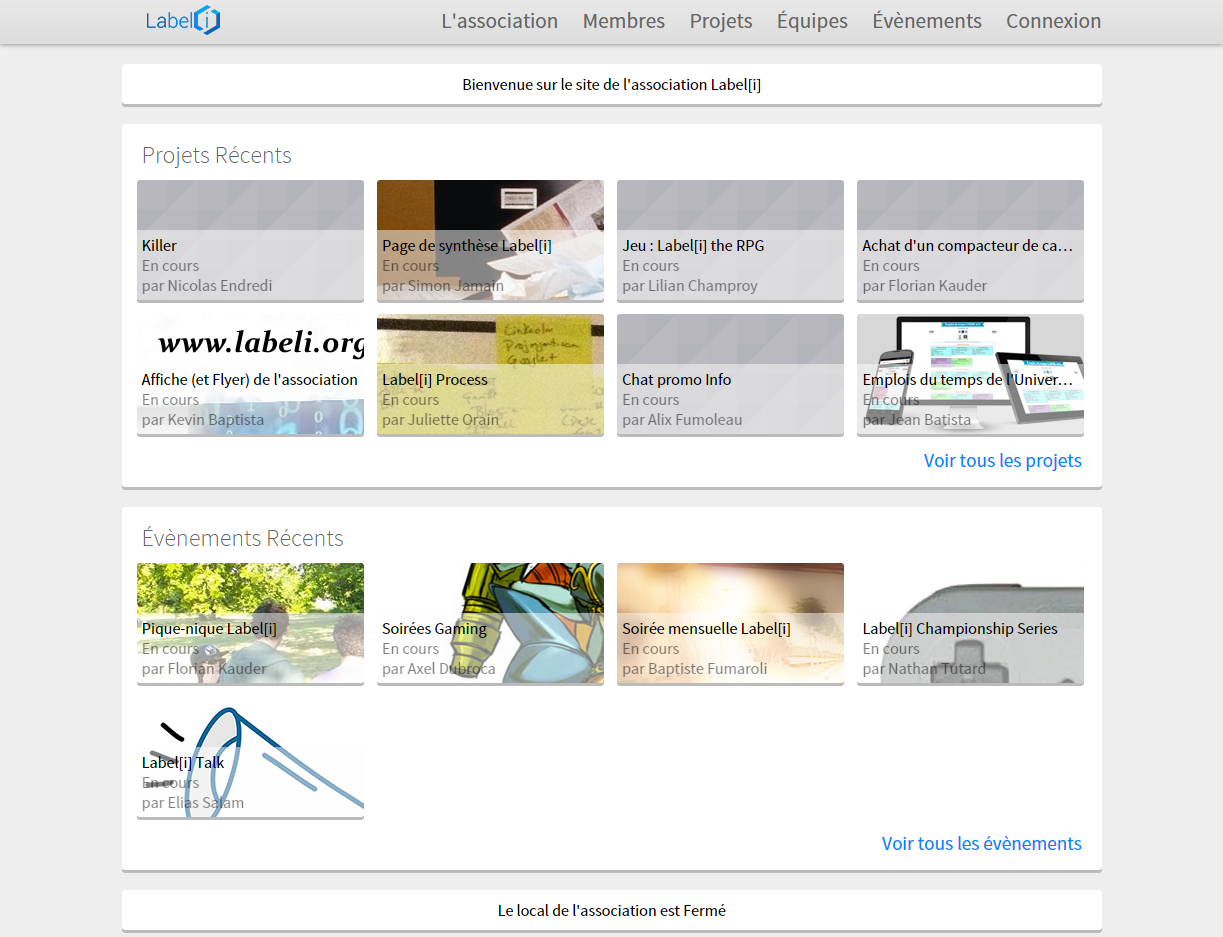 Label[i]
L'association Membres Projets Équipes Évènements Connexion
Bienvenue sur le site de l'association Label[i]
Projets Récents
Killer
En cours
par Nicolas Endredi
Page de synthèse Label[i]
En cours
par Simon Jamain
Jeu : Label[i] the RPG
En cours
par Lilian Champroy
Achat d'un compacteur de ca…
En cours
par Florian Kauder
www.labeli.org
Affiche (et Flyer) de l'association
En cours
par Kevin Baptista
Label[i] Process
En cours
par Juliette Orain
Chat promo Info
En cours
par Alix Fumoleau
Emplois du temps de l'Univer…
En cours
par Jean Batista
Voir tous les projets
Évènements Récents
Pique-nique Label[i]
En cours
par Florian Kauder
Soirées Gaming
En cours
par Axel Dubroca
Soirée mensuelle Label[i]
En cours
par Baptiste Fumaroli
Label[i] Championship Series
En cours
par Nathan Tutard
Label[i] Talk
En cours
par Elias Salam
Voir tous les évènements
Le local de l'association est Fermé